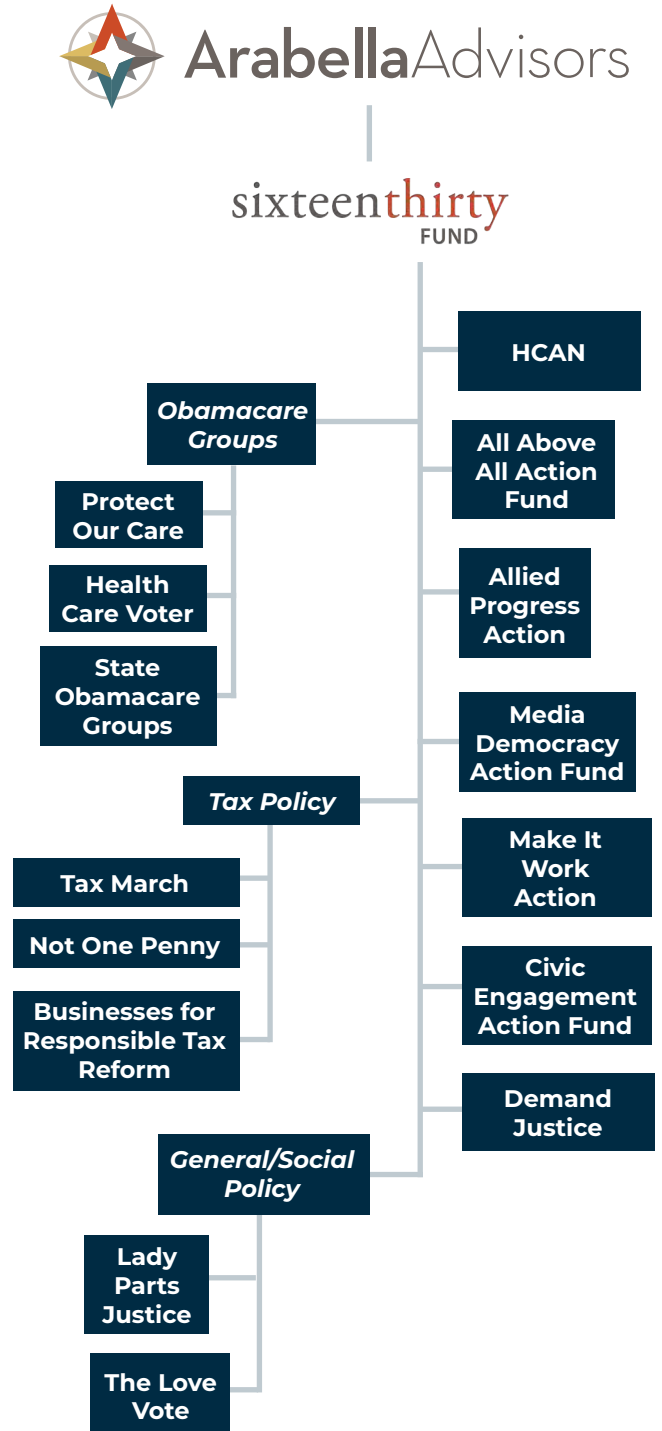 ArabellaAdvisors
sixteenthirty
FUND
HCAN
Obamacare
Groups
All Above
All Action
Fund
Protect
Our Care
Health
Care Voter
Allied
Progress
Action
State
Obamacare
Groups
Media
Democracy
Action Fund
Tax Policy
Make It
Work
Action
Tax March
Not One Penny
Civic
Engagement
Action Fund
Businesses for
Responsible Tax
Reform
Demand
Justice
General/Social
Policy
Lady
Parts
Justice
The Love
Vote